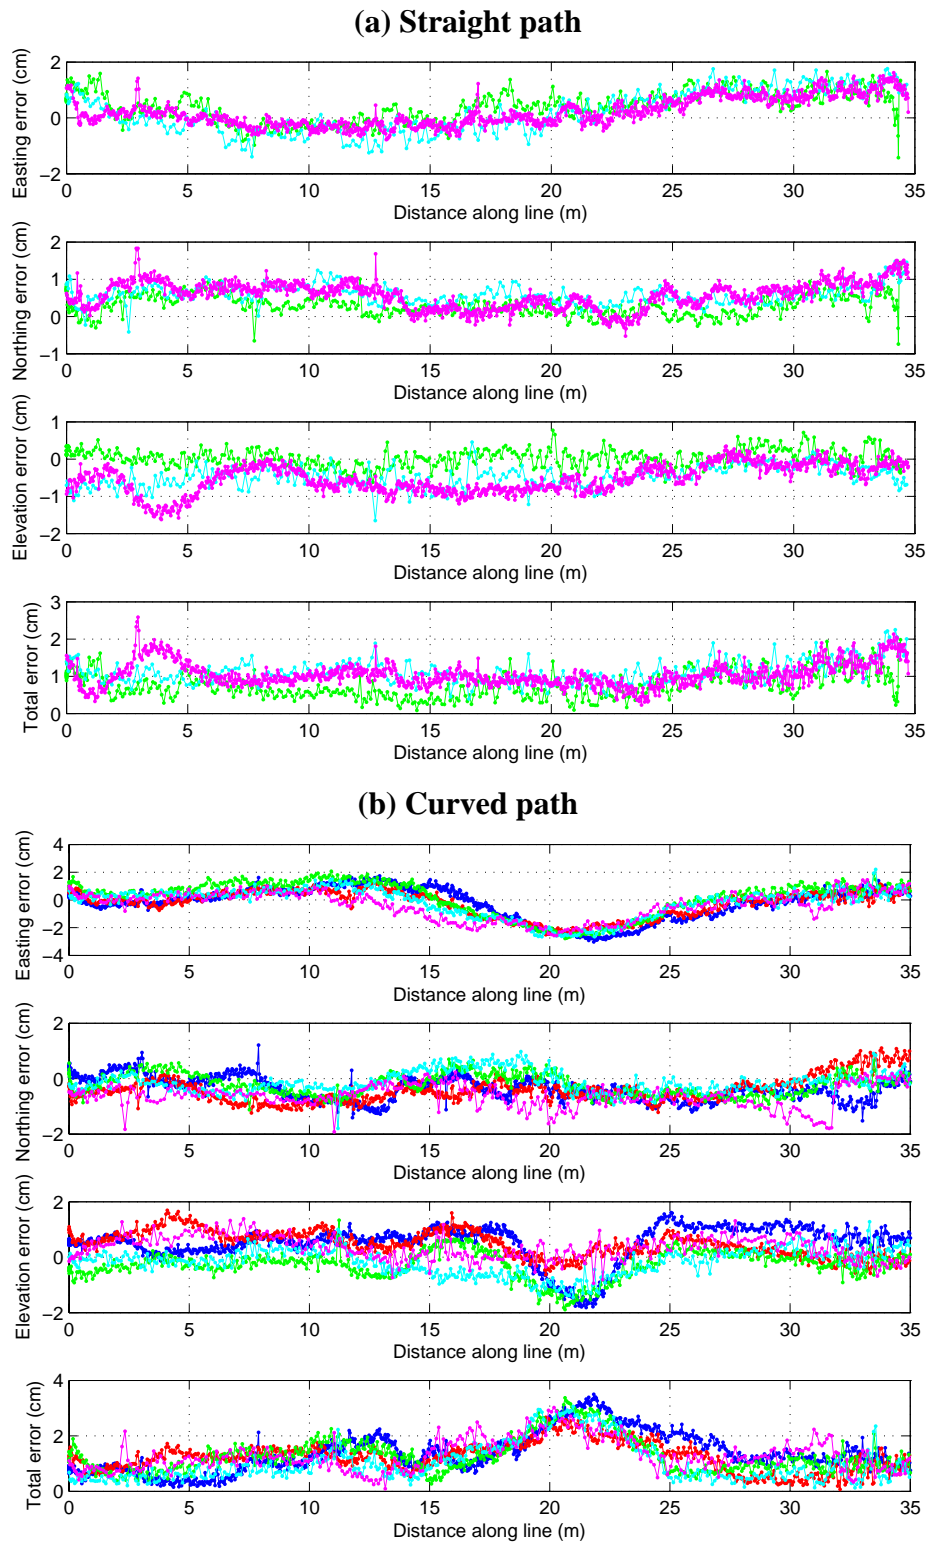 (a) Straight path
2
1
0
−2
Easting error (cm)
0 5 10 15 20 25 30 35
Distance along line (m)
2
1
0
−1
Northing error (cm)
0 5 10 15 20 25 30 35
Distance along line (m)
1
0
−1
−2
Elevation error (cm)
0 5 10 15 20 25 30 35
Distance along line (m)
3
2
1
0
Total error (cm)
0 5 10 15 20 25 30 35
Distance along line (m)
(b) Curved path
4
2
0
−2
−4
Easting error (cm)
0 5 10 15 20 25 30 35
Distance along line (m)
2
0
−2
Northing error (cm)
0 5 10 15 20 25 30 35
Distance along line (m)
2
0
−2
Elevation error (cm)
0 5 10 15 20 25 30 35
Distance along line (m)
4
2
0
Total error (cm)
0 5 10 15 20 25 30 35
Distance along line (m)